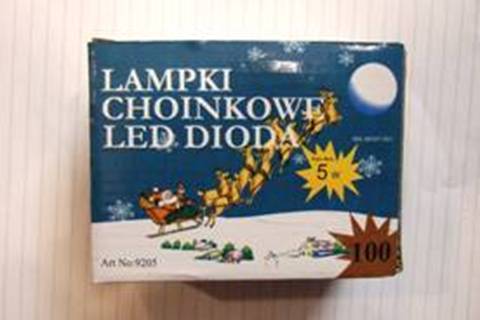 LAMPKI
CHOINKOWE
LED DIODA
5 W
100
Art No:9205